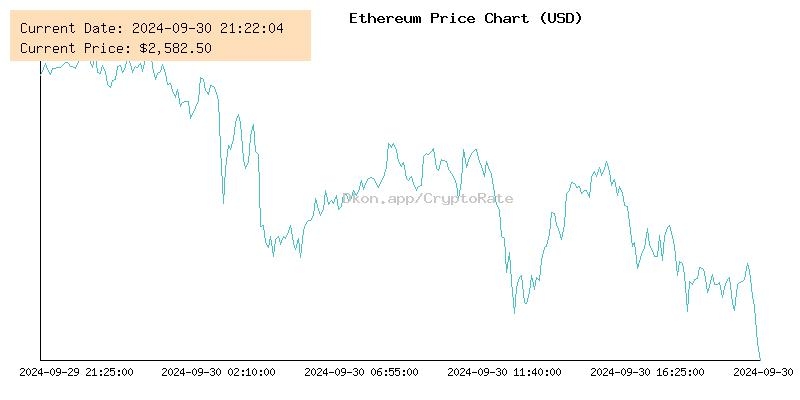 Ethereum Price Chart (USD)
Current Date: 2024-09-30 21:22:04
Current Price: $2,582.50
Dkon.app/CryptoRate
2024-09-29 21:25:00
2024-09-30 02:10:00
2024-09-30 06:55:00
2024-09-30 11:40:00
2024-09-30 16:25:00
2024-09-30